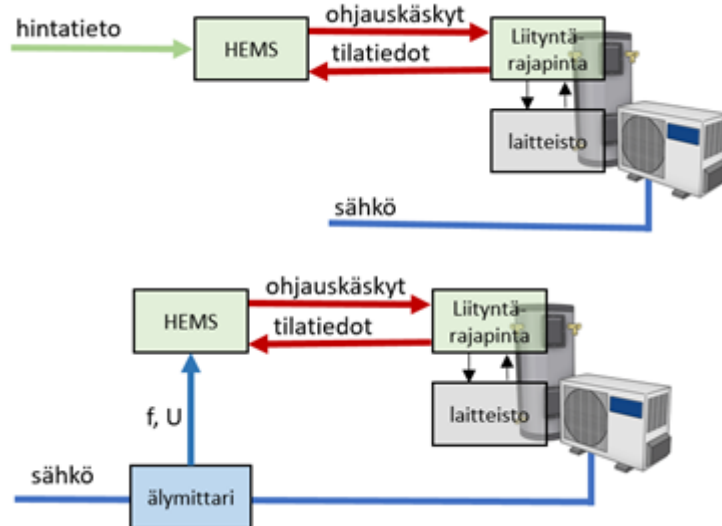 ohjauskäskyt
hintatieto
HEMS
Liityntä-
rajapinta
tilatiedot
laitteisto
sähkö
ohjauskäskyt
HEMS
Liityntä-
rajapinta
tilatiedot
laitteisto
f, U
sähkö
älymittari